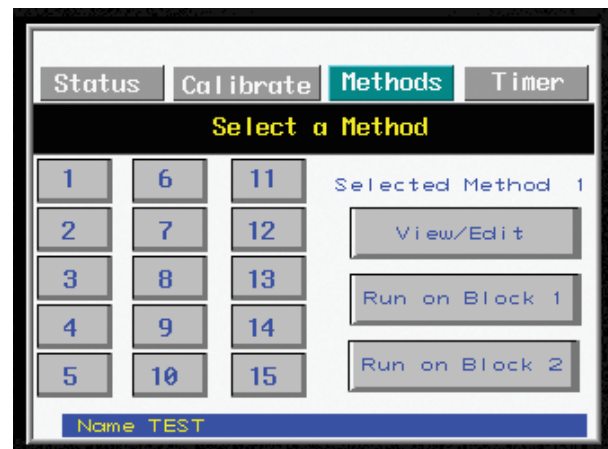 Status Calibrate Methods Timer
Select a Method
1 6 11 Selected Method 1
2 7 12 View/Edit
3 8 13 Run on Block 1
4 9 14
5 10 15 Run on Block 2
Name TEST